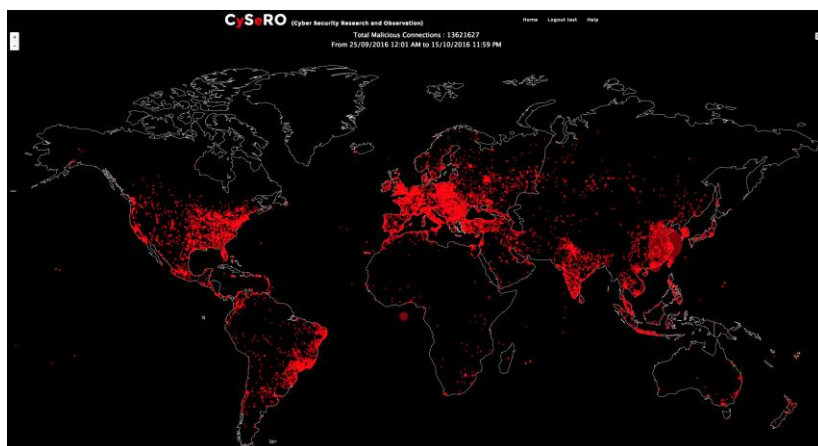 CySeRO (Cyber Security Research and Observation)
Home Logout test Help
Total Malicious Connections : 13621627
From 25/09/2016 12:01 AM to 15/10/2016 11:59 PM